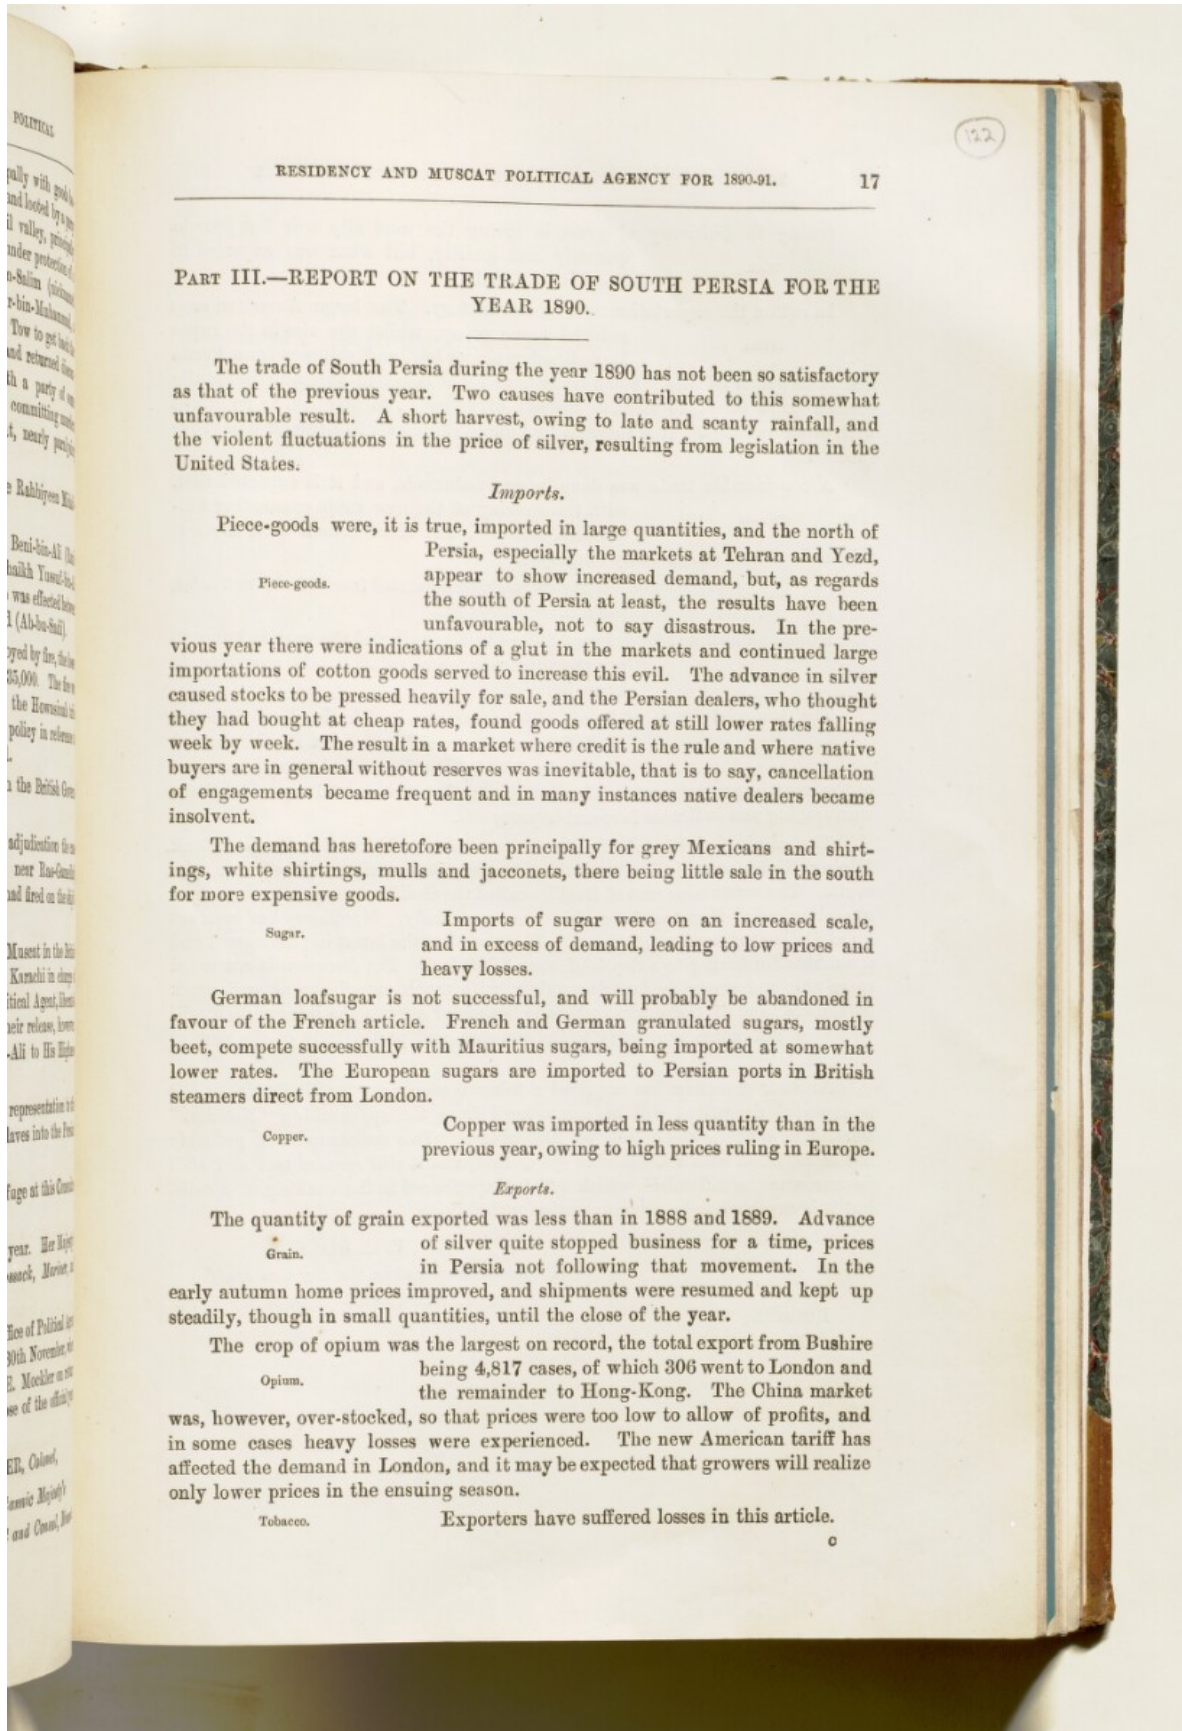 POLITICAL
122
RESIDENCY AND MUSCAT POLITICAL AGENCY FOR 1890-91. 17
PART III.—REPORT ON THE TRADE OF SOUTH PERSIA FOR THE
YEAR 1890.
The trade of South Persia during the year 1890 has not been so satisfactory
as that of the previous year. Two causes have contributed to this somewhat
unfavourable result. A short harvest, owing to late and scanty rainfall, and
the violent fluctuations in the price of silver, resulting from legislation in the
United States.
Imports.
Piece-goods were, it is true, imported in large quantities, and the north of
Persia, especially the markets at Tehran and Yezd,
Piece-goods. appear to show increased demand, but, as regards
the south of Persia at least, the results have been
unfavourable, not to say disastrous. In the pre-
vious year there were indications of a glut in the markets and continued large
importations of cotton goods served to increase this evil. The advance in silver
caused stocks to be pressed heavily for sale, and the Persian dealers, who thought
they had bought at cheap rates, found goods offered at still lower rates falling
week by week. The result in a market where credit is the rule and where native
buyers are in general without reserves was inevitable, that is to say, cancellation
of engagements became frequent and in many instances native dealers became
insolvent.
The demand has heretofore been principally for grey Mexicans and shirt-
ings, white shirtings, mulls and jacconets, there being little sale in the south
for more expensive goods.
Imports of sugar were on an increased scale,
Sugar. and in excess of demand, leading to low prices and
heavy losses.
German loafsugar is not successful, and will probably be abandoned in
favour of the French article. French and German granulated sugars, mostly
beet, compete successfully with Mauritius sugars, being imported at somewhat
lower rates. The European sugars are imported to Persian ports in British
steamers direct from London.
Copper was imported in less quantity than in the
Copper. previous year, owing to high prices ruling in Europe.
Exports.
The quantity of grain exported was less than in 1888 and 1889. Advance
Grain. of silver quite stopped business for a time, prices
in Persia not following that movement. In the
early autumn home prices improved, and shipments were resumed and kept up
steadily, though in small quantities, until the close of the year.
The crop of opium was the largest on record, the total export from Bushire
Opium. being 4,817 cases, of which 306 went to London and
the remainder to Hong-Kong. The China market
was, however, over-stocked, so that prices were too low to allow of profits, and
in some cases heavy losses were experienced. The new American tariff has
affected the demand in London, and it may be expected that growers will realize
only lower prices in the ensuing season.
Tobacco. Exporters have suffered losses in this article.
C